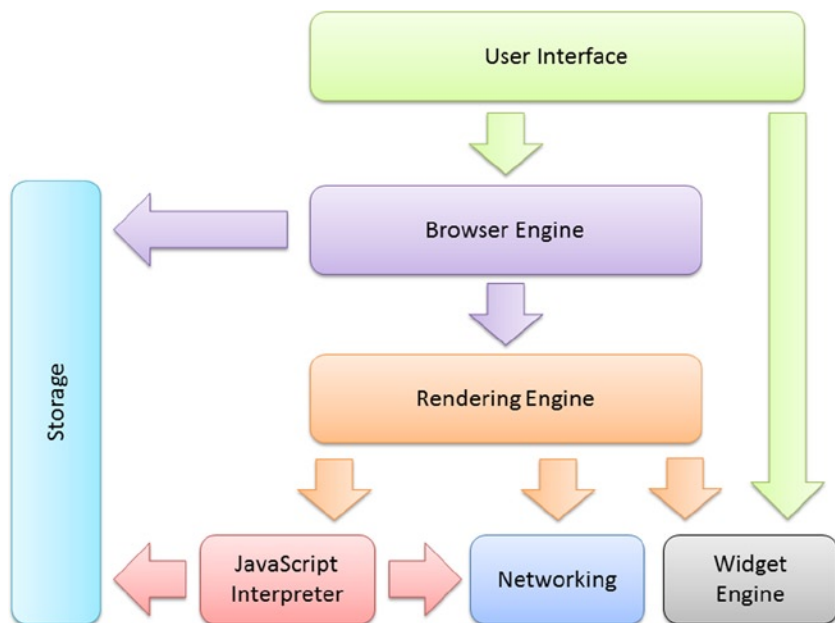 User Interface
Browser Engine
Rendering Engine
Storage
JavaScript
Interpreter
Networking
Widget
Engine